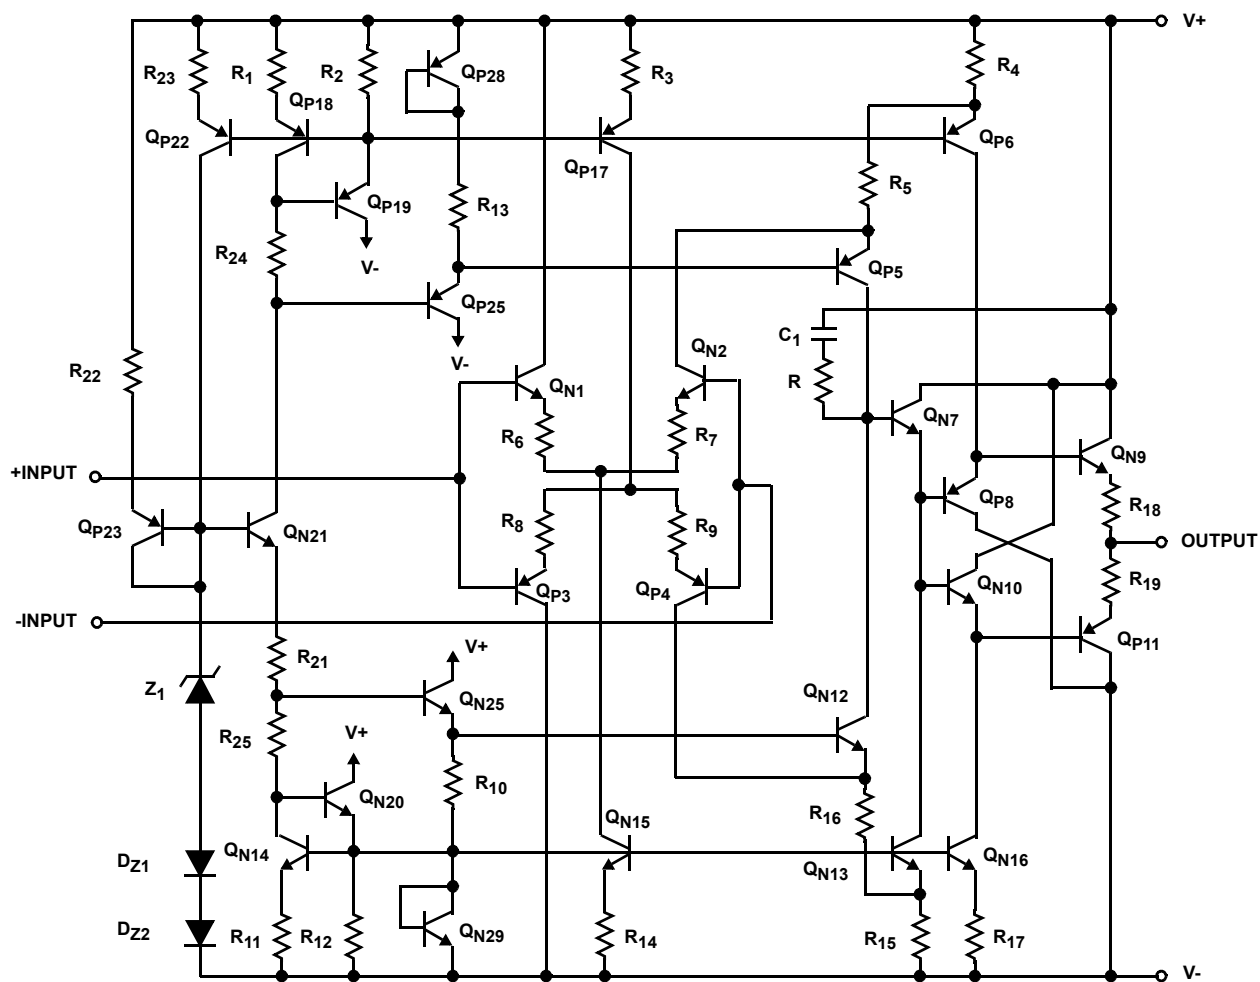 V+
R23
R1
R2
QP28
R3
R4
QP22
QP18
QP17
QP6
QP19
R13
R5
R24
V-
QP25
QP5
V-
C1
QN2
R22
R
QN1
QN7
R6
R7
QN9
+INPUT
QP8
R18
QP23
QN21
R8
R9
OUTPUT
QP3
QP4
QN10
R19
-INPUT
QP11
R21
V+
Z1
QN25
QN12
R25
V+
R10
QN20
R16
QN15
QN14
QN13
QN16
DZ1
DZ2
R11
R12
QN29
R14
R15
R17
V-